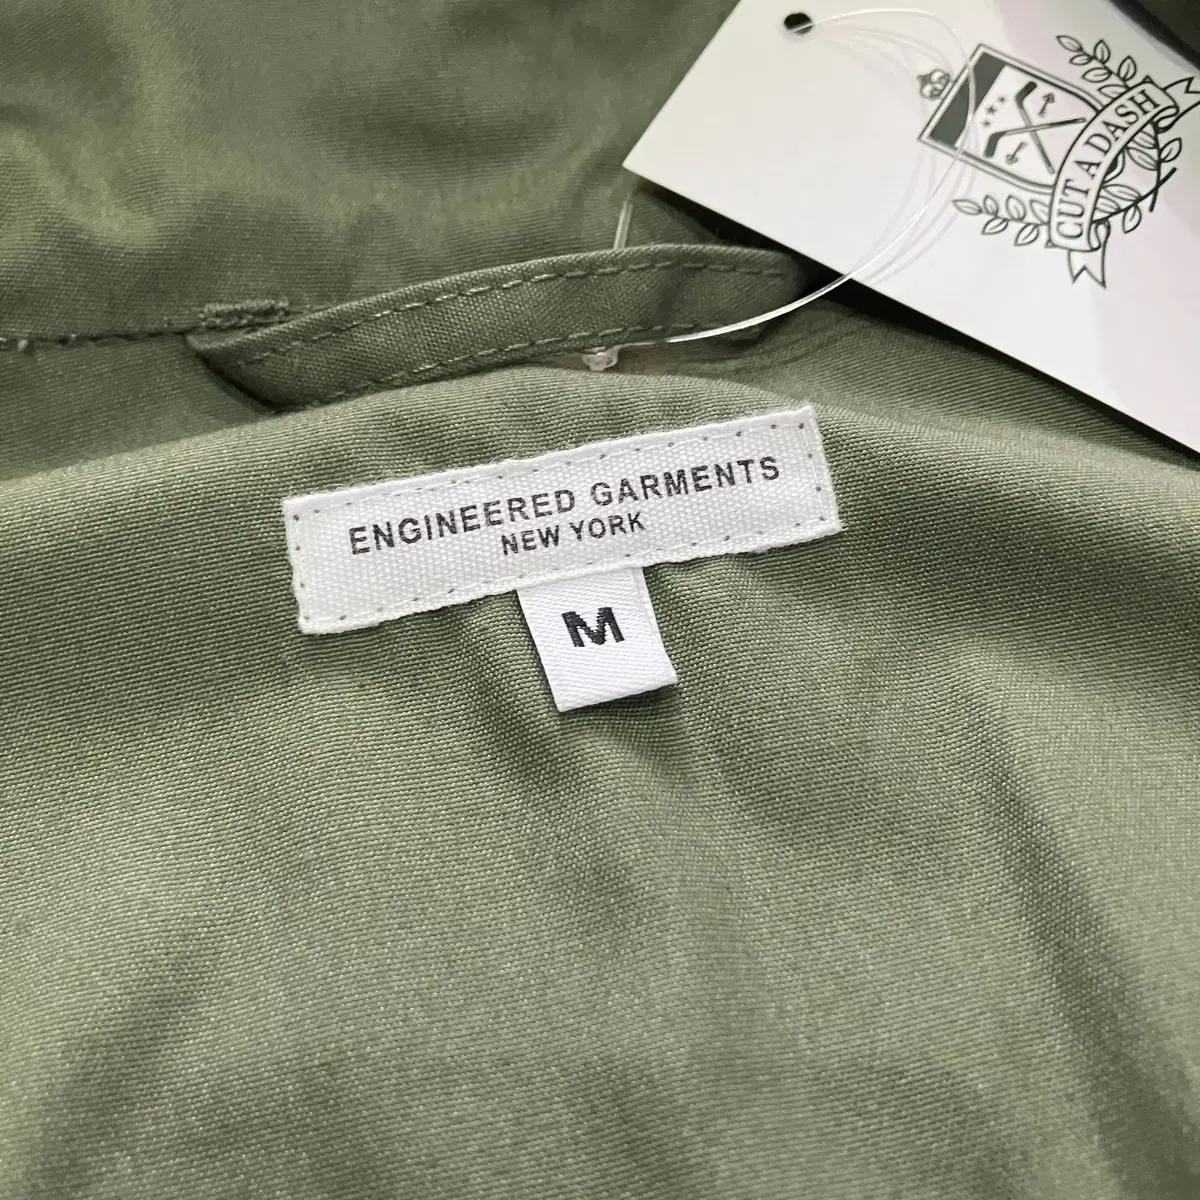 CUT A DASH
ENGINEERED GARMENTS
NEW YORK
M